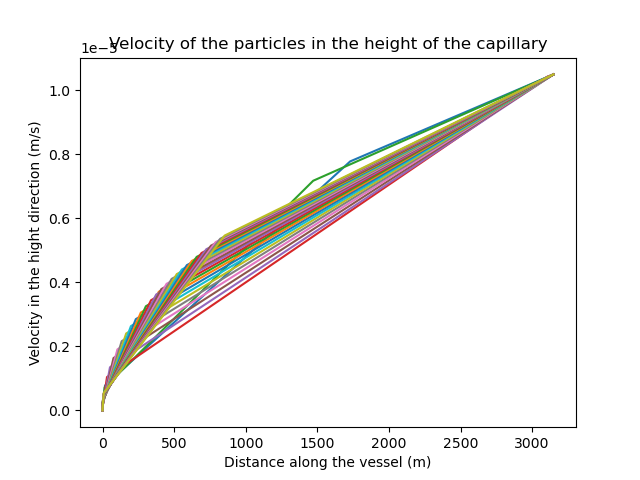 Velocity of the particles in the height of the capillary
1e−5
1.0
0.8
0.6
0.4
0.2
0.0
Velocity in the hight direction (m/s)
0 500 1000 1500 2000 2500 3000
Distance along the vessel (m)